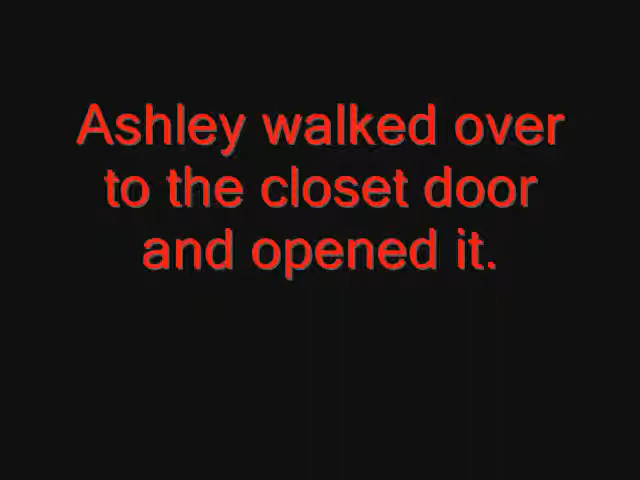 Ashley walked over
to the closet door
and opened it.